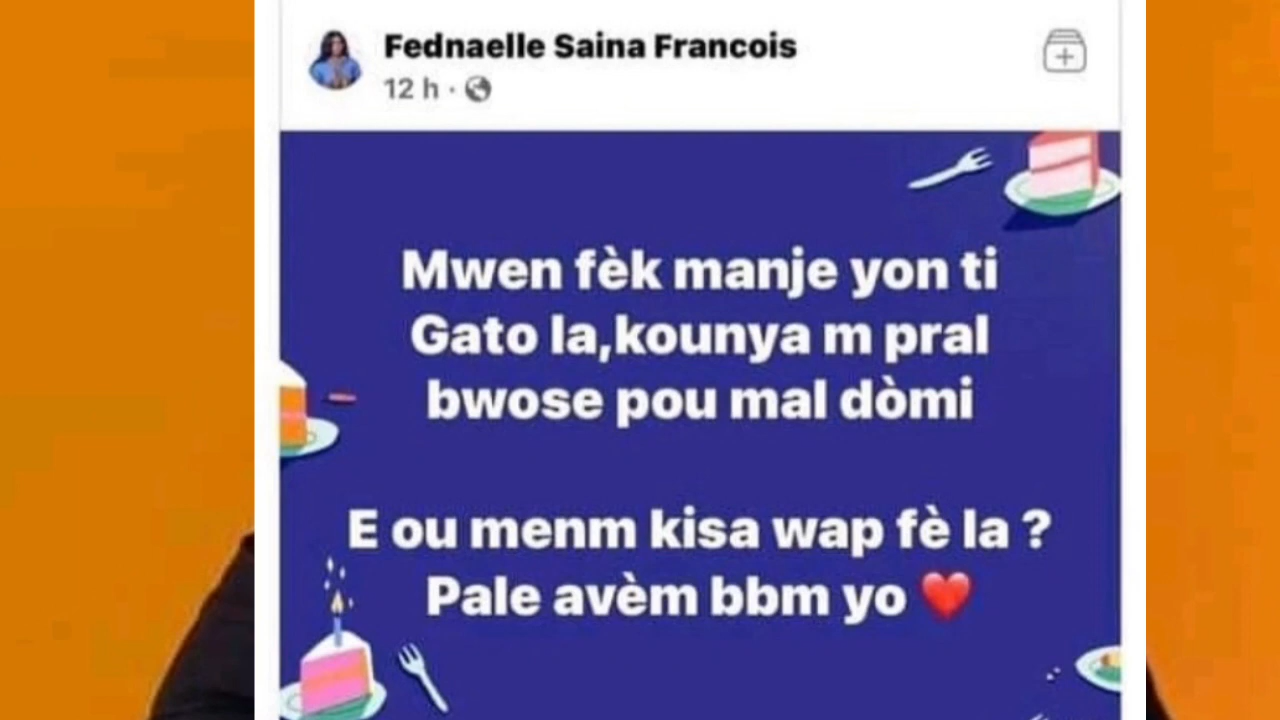 Fednaelle Saina Francois
12 h ·
Mwen fèk manje yon ti
Gato la,kounya m pral
bwose pou mal dòmi
E ou menm kisa wap fè la ?
Pale avèm bbm yo ❤️